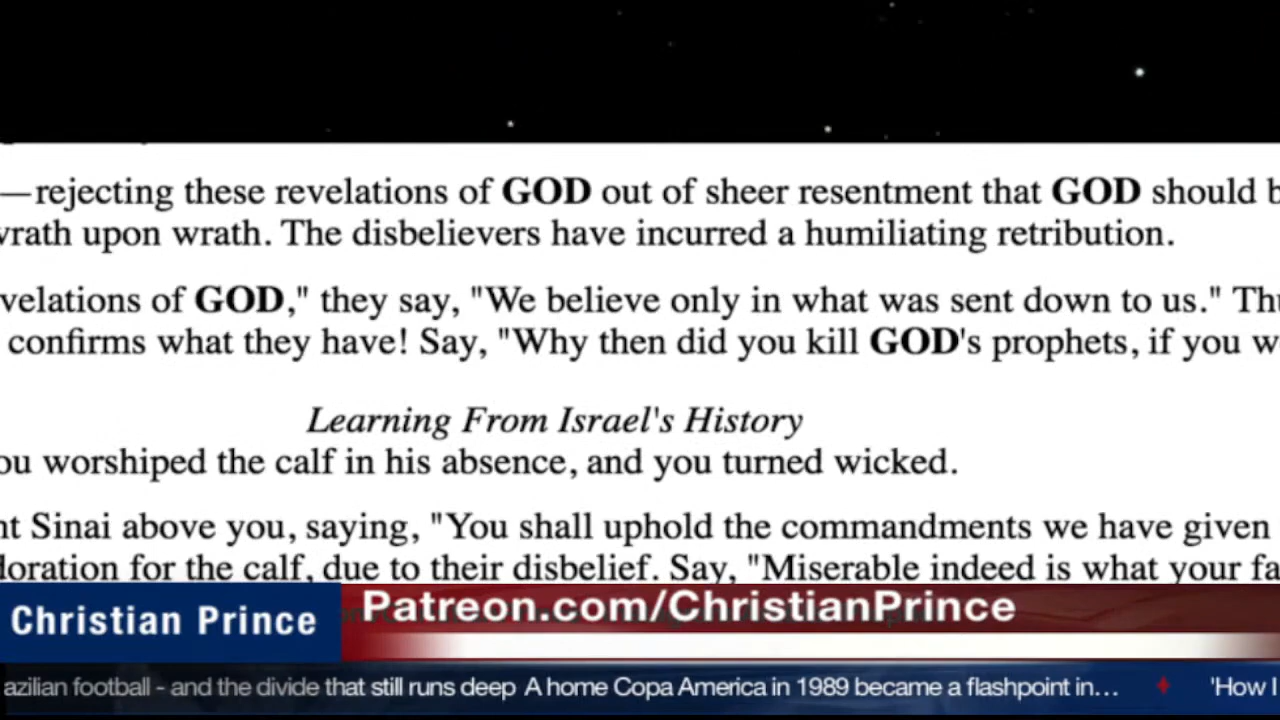 —rejecting these revelations of GOD out of sheer resentment that GOD should b
wrath upon wrath. The disbelievers have incurred a humiliating retribution.
velations of GOD," they say, "We believe only in what was sent down to us." Thu
confirms what they have! Say, "Why then did you kill GOD's prophets, if you w
Learning From Israel's History
ou worshiped the calf in his absence, and you turned wicked.
nt Sinai above you, saying, "You shall uphold the commandments we have given
doration for the calf, due to their disbelief. Say, "Miserable indeed is what your fa
Christian Prince
Patreon.com/ChristianPrince
azilian football - and the divide that still runs deep A home Copa America in 1989 became a flashpoint in… 'How I